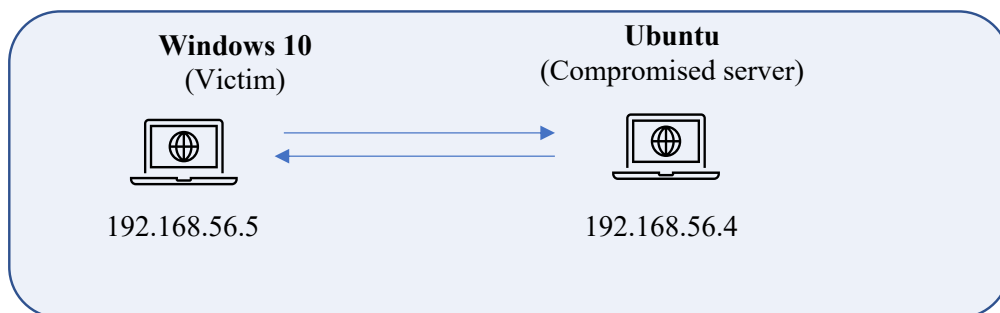 Windows 10
(Victim)
Ubuntu
(Compromised server)
192.168.56.5
192.168.56.4